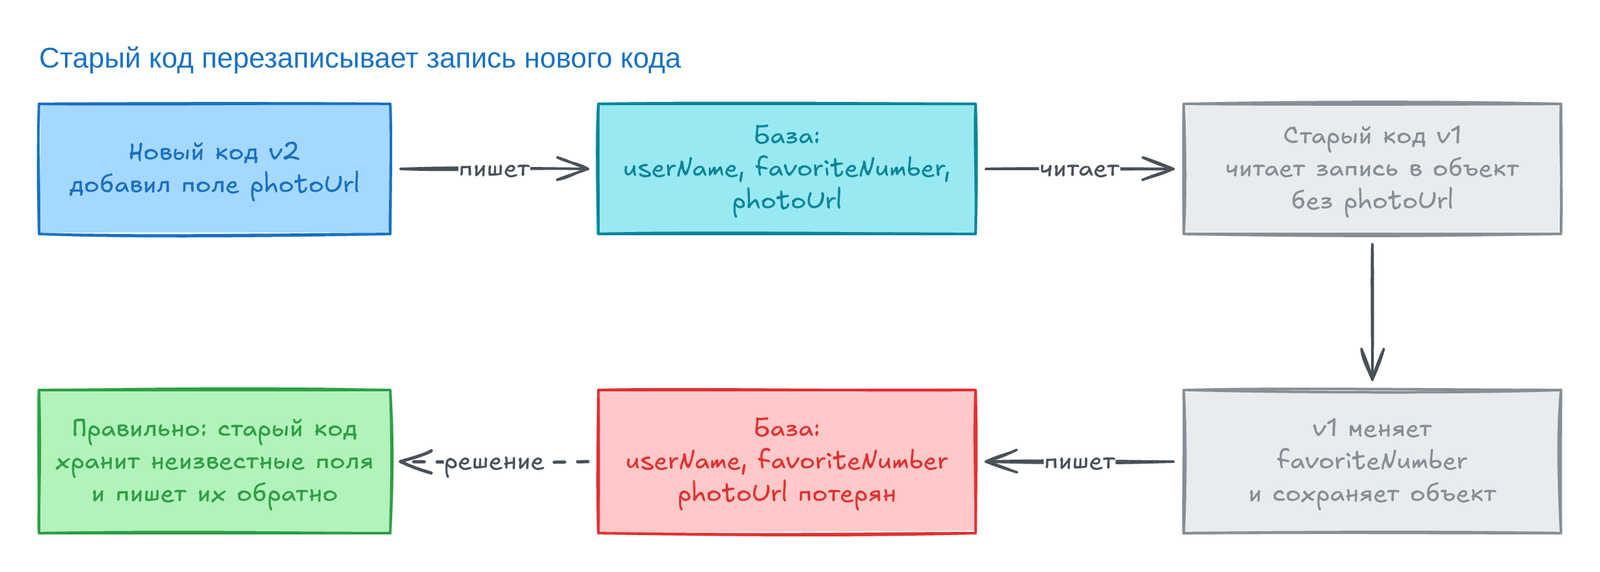 Старый код перезаписывает запись нового кода
Новый код v2
добавил поле photoUrl
пишет
База:
userName, favoriteNumber,
photoUrl
читает
Старый код v1
читает запись в объект
без photoUrl
v1 меняет
favoriteNumber
и сохраняет объект
пишет
База:
userName, favoriteNumber
photoUrl потерян
решение
Правильно: старый код
хранит неизвестные поля
и пишет их обратно